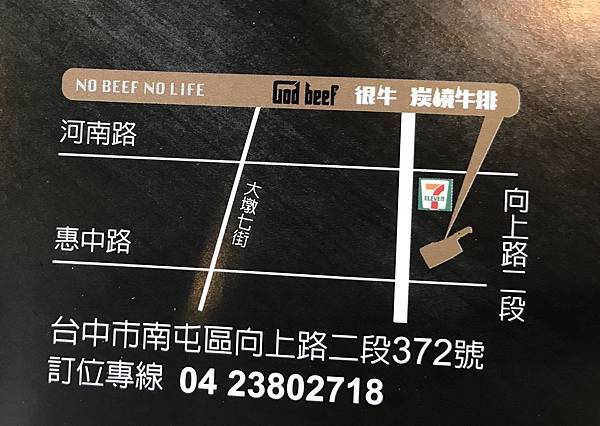 NO BEEF NO LIFE God beef 很牛 炭燒牛排
河南路
大墩七街
7
ELEVEN
向上路二段
惠中路
台中市南屯區向上路二段372號
訂位專線 04 23802718